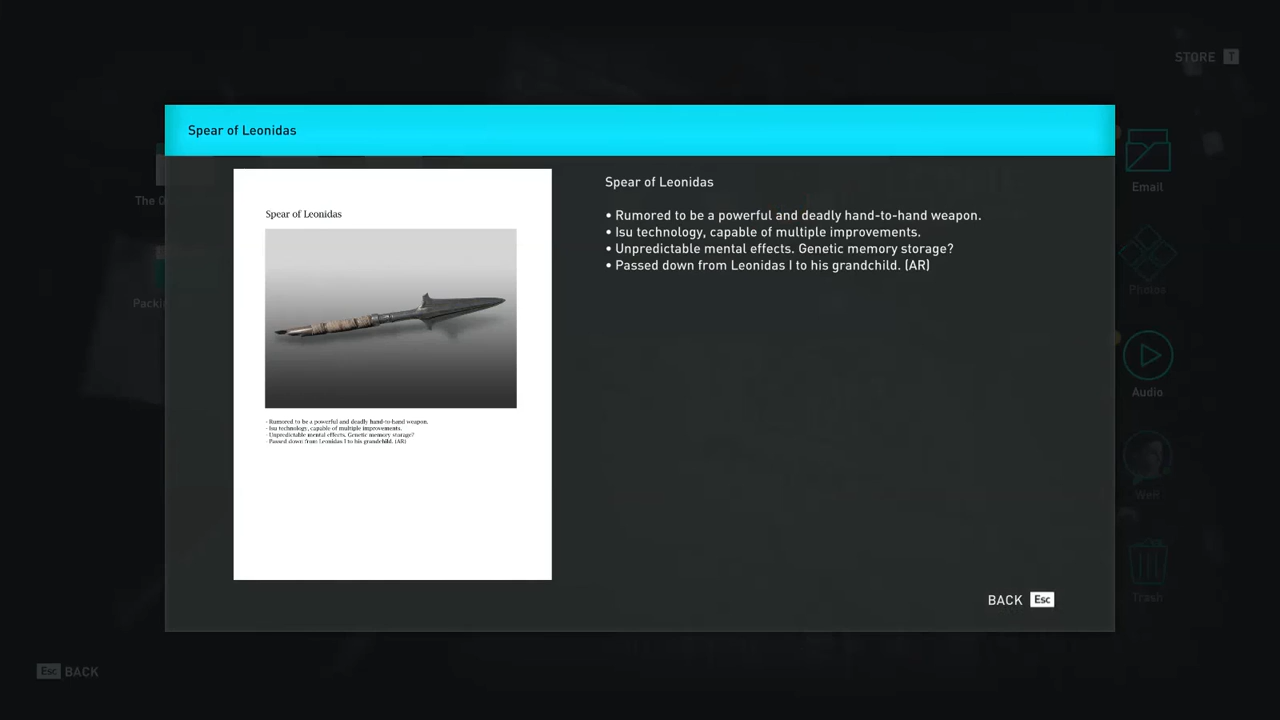 STORE T
Spear of Leonidas
Spear of Leonidas
- Rumored to be a powerful and deadly hand-to-hand weapon.
- Isu technology, capable of multiple improvements.
- Unpredictable mental effects. Genetic memory storage?
- Passed down from Leonidas I to his grandchild. (AR)
Spear of Leonidas
• Rumored to be a powerful and deadly hand-to-hand weapon.
• Isu technology, capable of multiple improvements.
• Unpredictable mental effects. Genetic memory storage?
• Passed down from Leonidas I to his grandchild. (AR)
The O
Packi
Email
Photos
Audio
Well
Trash
BACK Esc
Esc BACK